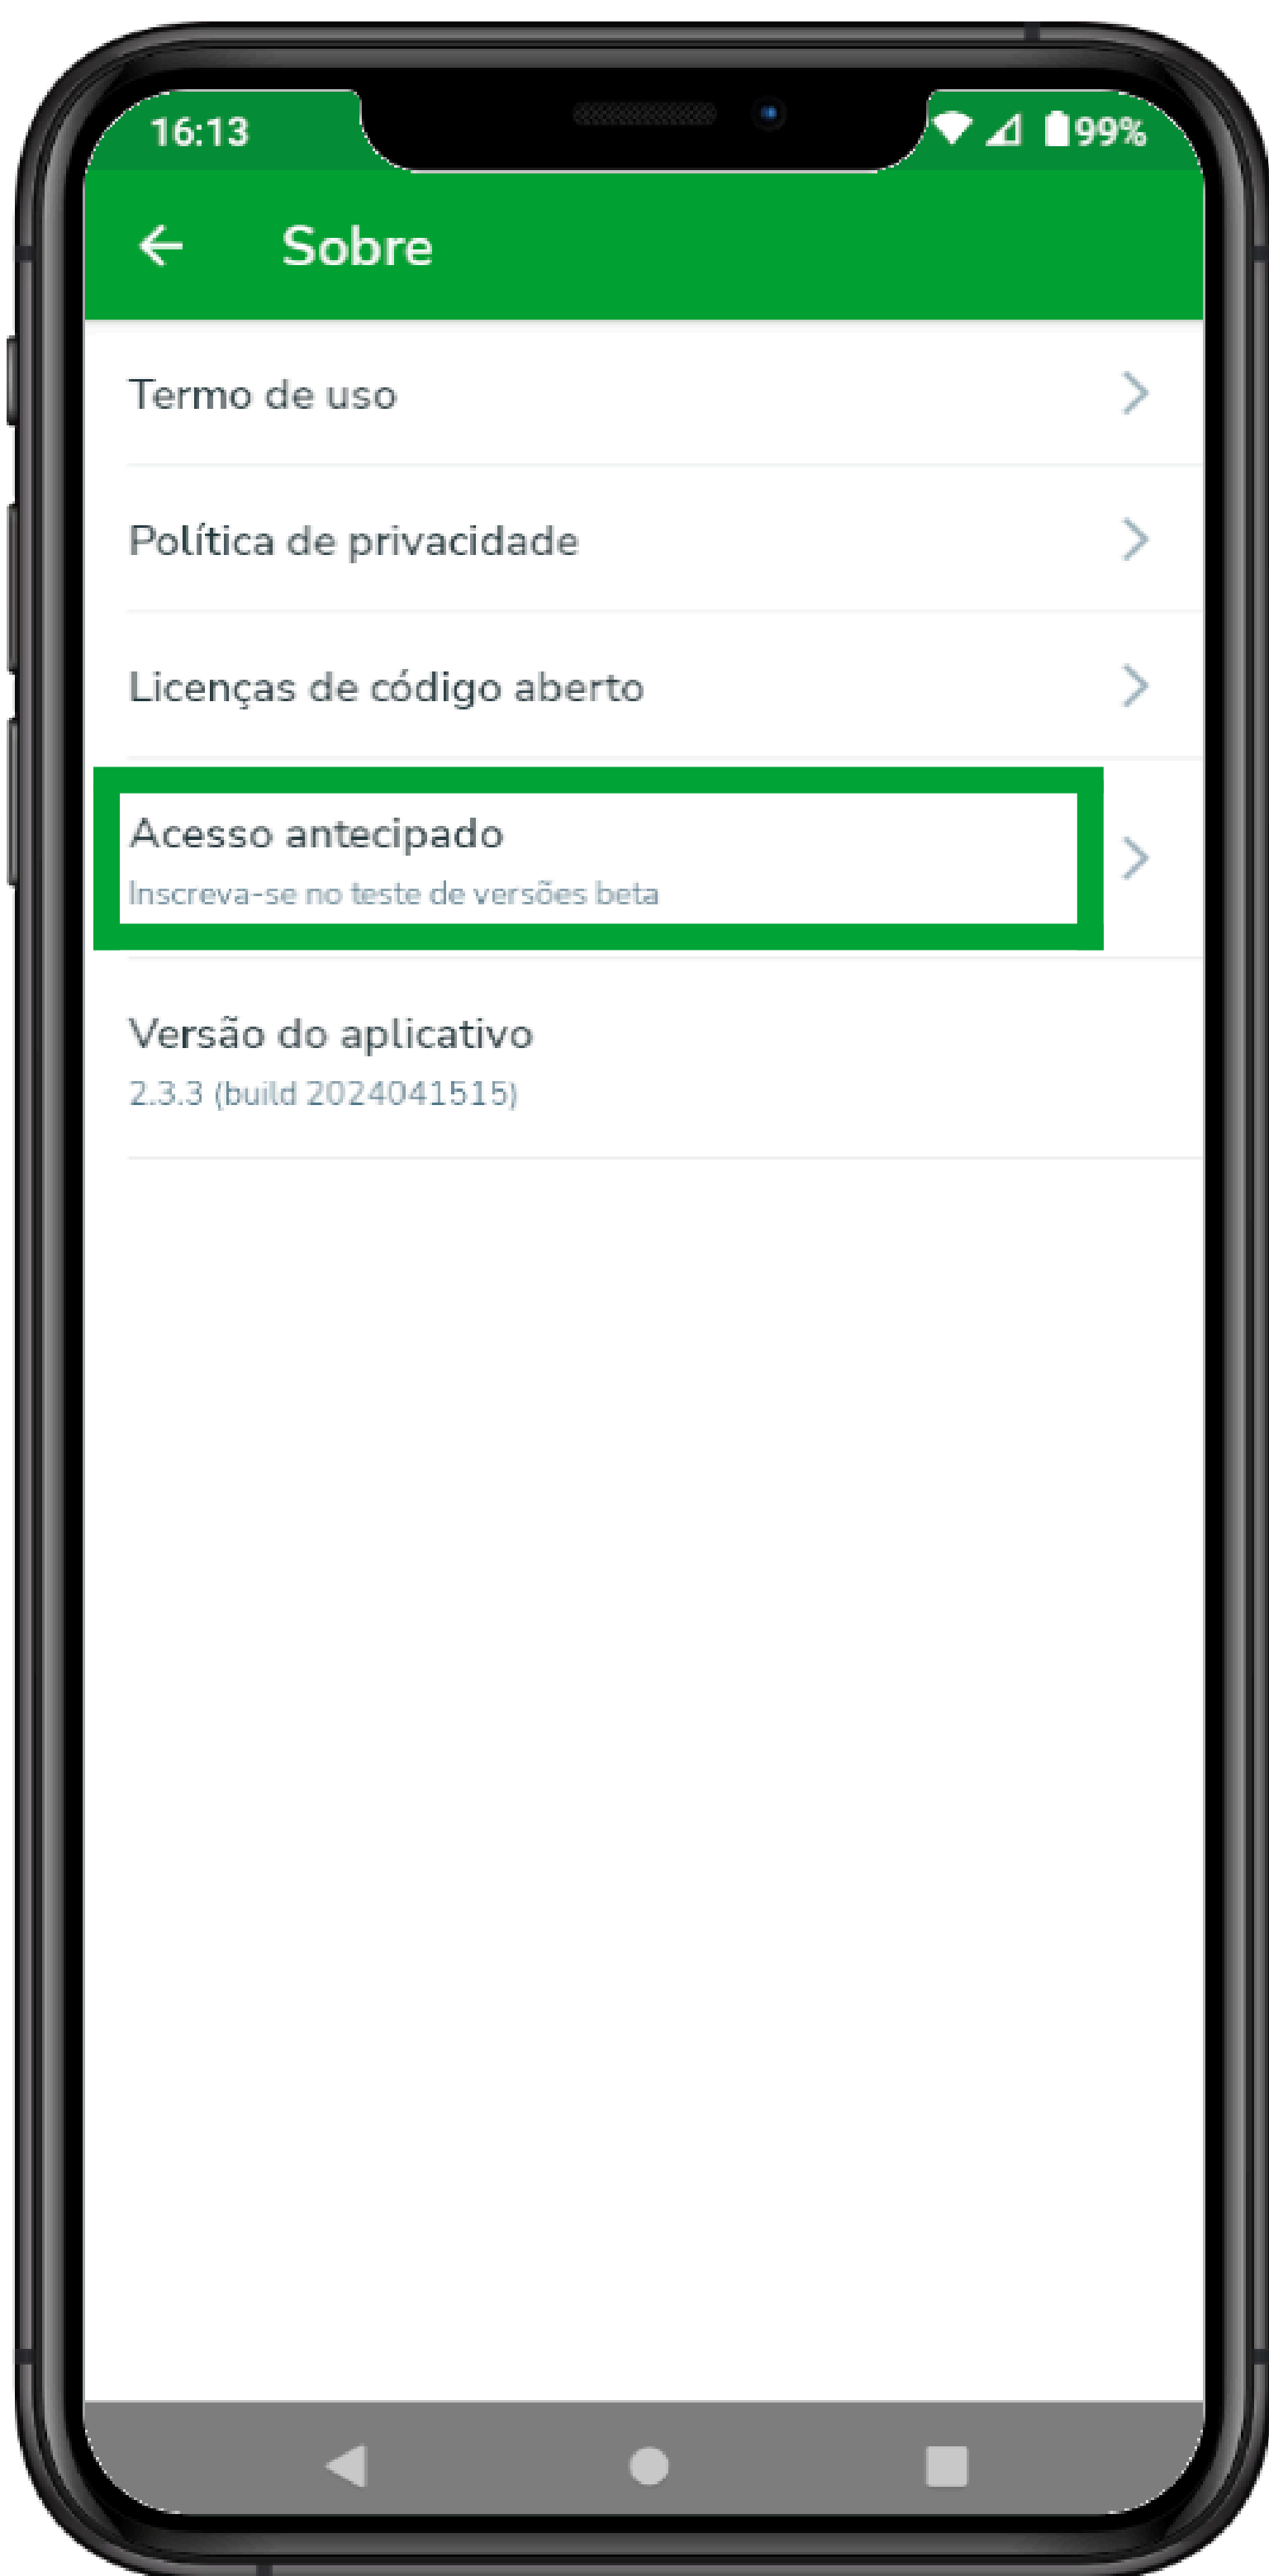 16:13
99%
Sobre
Termo de uso
Política de privacidade
Licenças de código aberto
Acesso antecipado
Inscreva-se no teste de versões beta
Versão do aplicativo
2.3.3 (build 2024041515)